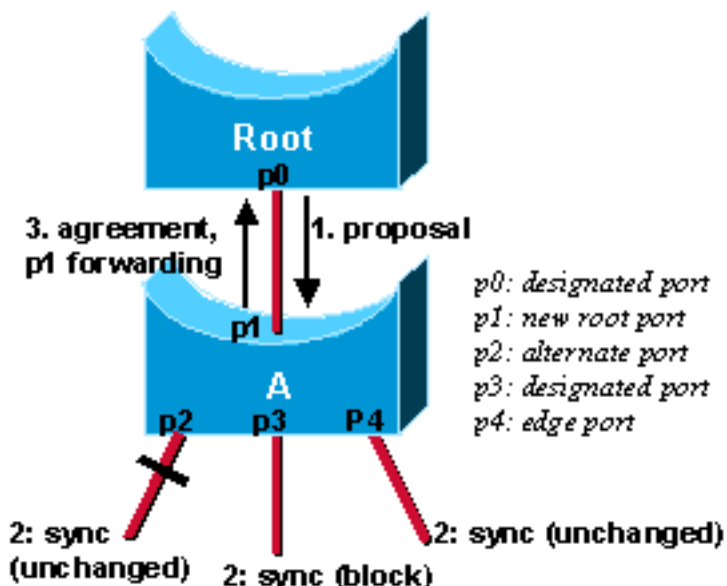 Root
p0
3. agreement,
p1 forwarding
1. proposal
p0: designated port
p1: new root port
p2: alternate port
p3: designated port
p4: edge port
p1
A
p2
p3
P4
2: sync
(unchanged)
2: sync (block)
2: sync (unchanged)